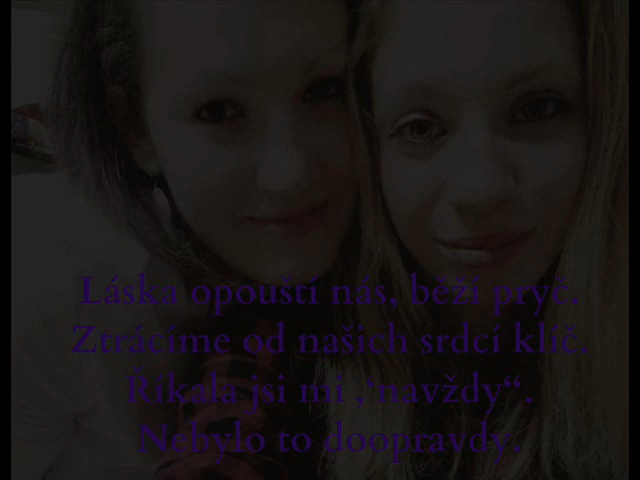 Láska opouští nás, běží pryč.
Ztrácíme od našich srdcí klíč.
Říkala jsi mi ,‘navždy“.
Nebylo to doopravdy.